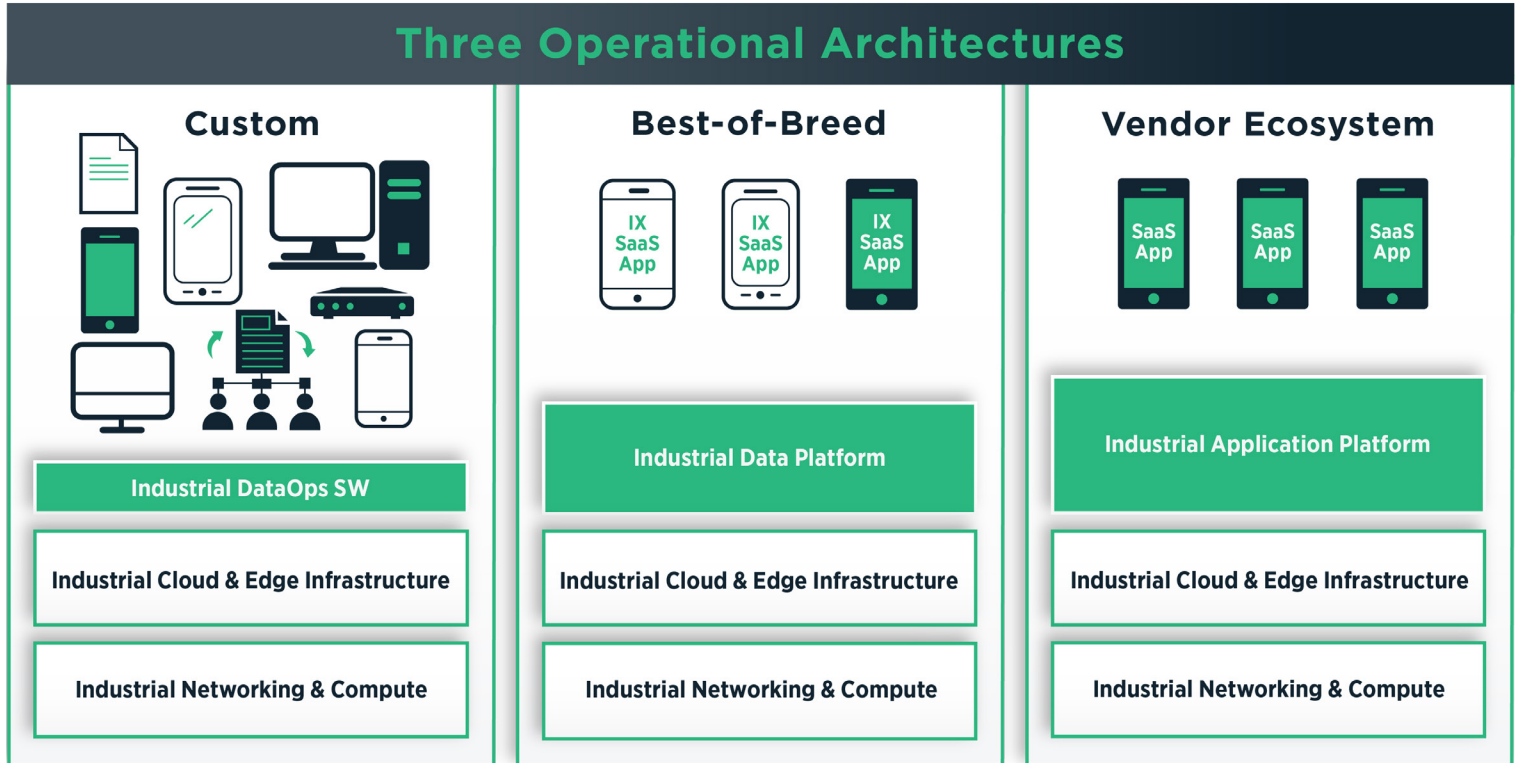 Three Operational Architectures
Custom
Industrial DataOps SW
Industrial Cloud & Edge Infrastructure
Industrial Networking & Compute
Best-of-Breed
IX
SaaS
App
IX
SaaS
App
IX
SaaS
App
Industrial Data Platform
Industrial Cloud & Edge Infrastructure
Industrial Networking & Compute
Vendor Ecosystem
SaaS
App
SaaS
App
SaaS
App
Industrial Application Platform
Industrial Cloud & Edge Infrastructure
Industrial Networking & Compute